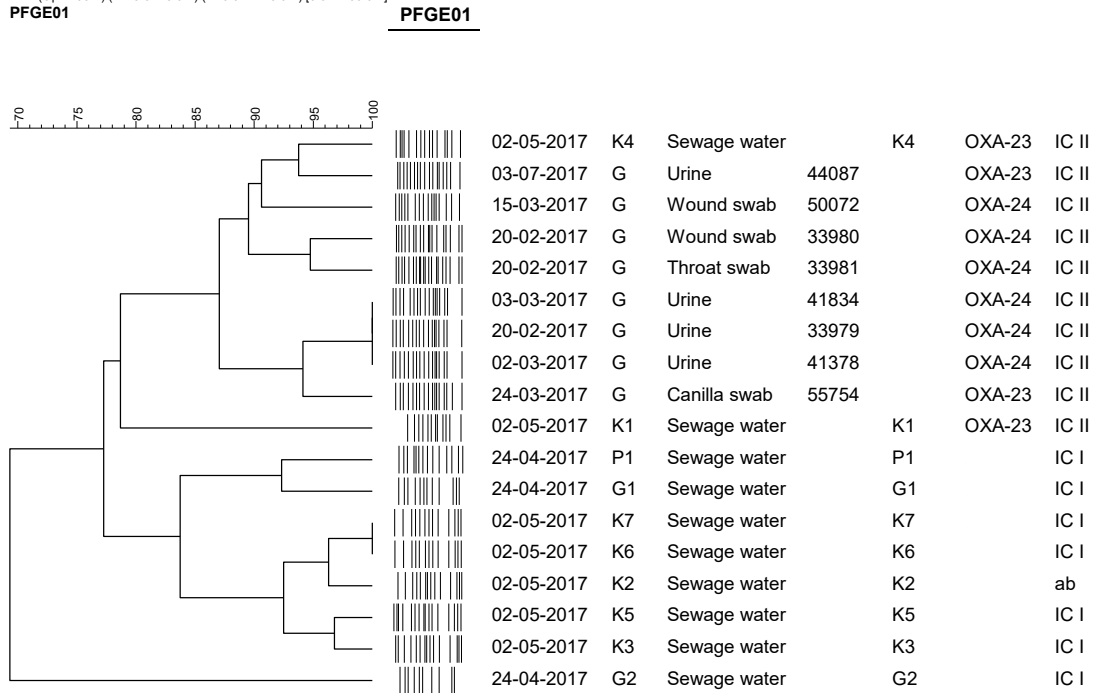 PFGE01
PFGE01
70 75 80 85 90 95 100
02-05-2017 K4 Sewage water K4 OXA-23 IC II
03-07-2017 G Urine 44087 OXA-23 IC II
15-03-2017 G Wound swab 50072 OXA-24 IC II
20-02-2017 G Wound swab 33980 OXA-24 IC II
20-02-2017 G Throat swab 33981 OXA-24 IC II
03-03-2017 G Urine 41834 OXA-24 IC II
20-02-2017 G Urine 33979 OXA-24 IC II
02-03-2017 G Urine 41378 OXA-24 IC II
24-03-2017 G Canilla swab 55754 OXA-23 IC II
02-05-2017 K1 Sewage water K1 OXA-23 IC II
24-04-2017 P1 Sewage water P1 IC I
24-04-2017 G1 Sewage water G1 IC I
02-05-2017 K7 Sewage water K7 IC I
02-05-2017 K6 Sewage water K6 IC I
02-05-2017 K2 Sewage water K2 ab
02-05-2017 K5 Sewage water K5 IC I
02-05-2017 K3 Sewage water K3 IC I
24-04-2017 G2 Sewage water G2 IC I